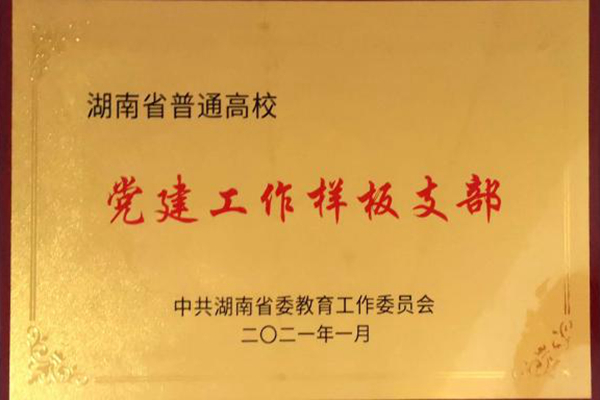 湖南省普通高校
党建工作样板支部
中共湖南省委教育工作委员会
二〇二一年一月